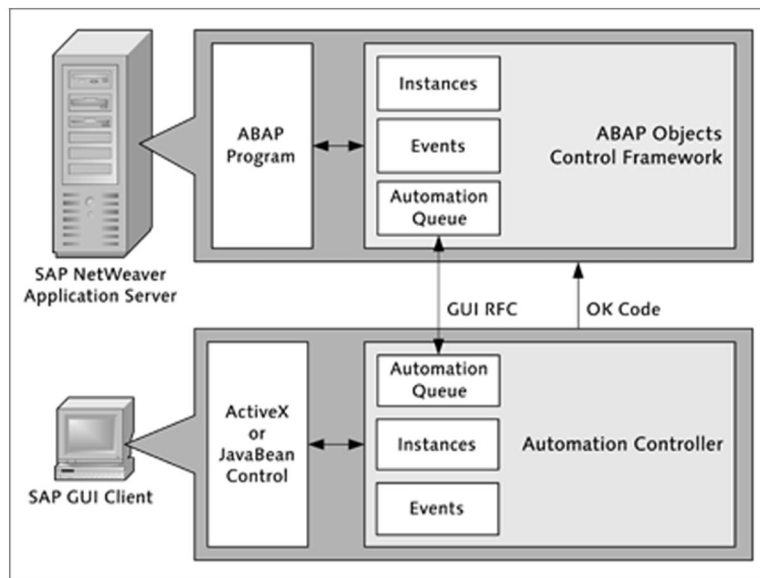 Instances
ABAP
Program
Events
ABAP Objects
Control Framework
Automation
Queue
SAP NetWeaver
Application Server
GUI RFC
OK Code
Automation
Queue
ActiveX
or
JavaBean
Control
Instances
Automation Controller
SAP GUI Client
Events